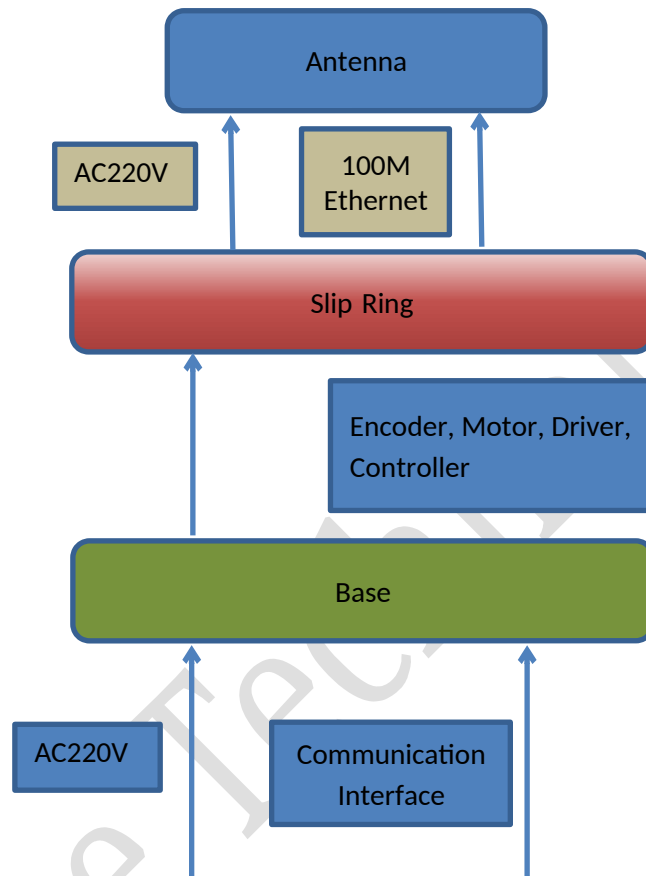 Antenna
AC220V
100M
Ethernet
Slip Ring
Encoder, Motor, Driver,
Controller
Base
AC220V
Communication
Interface